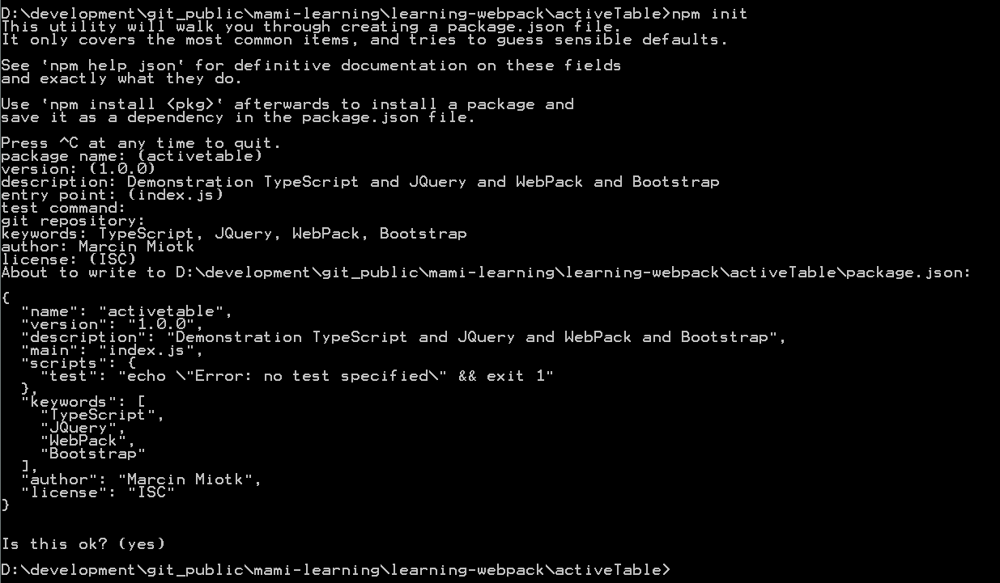 D:\development\git_public\mami-learning\learning-webpack\activeTable>npm init
This utility will walk you through creating a package.json file.
It only covers the most common items, and tries to guess sensible defaults.
See 'npm help json' for definitive documentation on these fields
and exactly what they do.
Use 'npm install <pkg>' afterwards to install a package and
save it as a dependency in the package.json file.
Press ^C at any time to quit.
package name: (activetable)
version: (1.0.0)
description: Demonstration TypeScript and JQuery and WebPack and Bootstrap
entry point: (index.js)
test command:
git repository:
keywords: TypeScript, JQuery, WebPack, Bootstrap
author: Marcin Miotk
license: (ISC)
About to write to D:\development\git_public\mami-learning\learning-webpack\activeTable\package.json:
{
  "name": "activetable",
  "version": "1.0.0",
  "description": "Demonstration TypeScript and JQuery and WebPack and Bootstrap",
  "main": "index.js",
  "scripts": {
    "test": "echo \"Error: no test specified\" && exit 1"
  },
  "keywords": [
    "TypeScript",
    "JQuery",
    "WebPack",
    "Bootstrap"
  ],
  "author": "Marcin Miotk",
  "license": "ISC"
}
Is this ok? (yes)
D:\development\git_public\mami-learning\learning-webpack\activeTable>